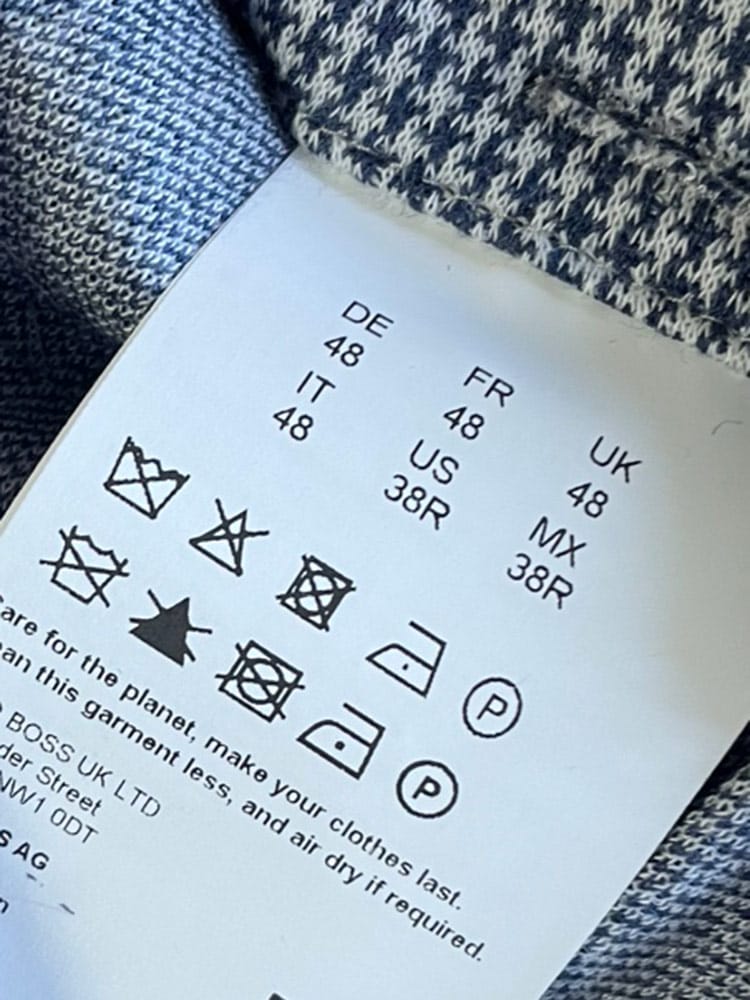 DE FR UK
48 48 48
IT US MX
48 38R 38R
P
P
are for the planet, make your clothes last.
an this garment less, and air dry if required.
BOSS UK LTD
der Street
NW1 0DT
S AG
n